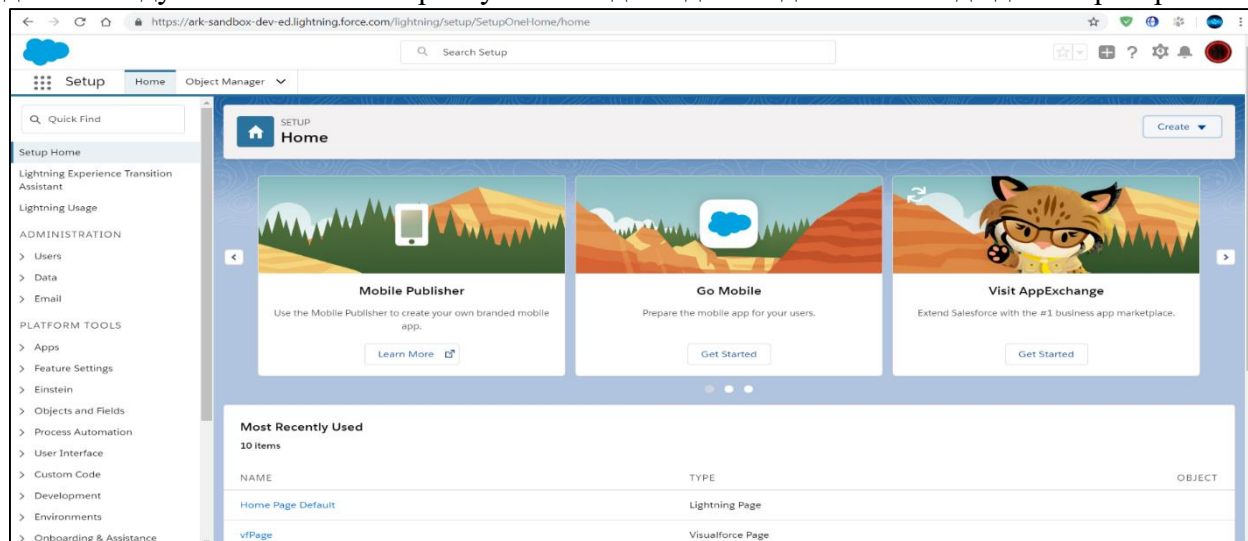 https://ark-sandbox-dev-ed.lightning.force.com/lightning/setup/SetupOneHome/home
Search Setup
Setup
Home
Object Manager
Quick Find
Setup Home
Lightning Experience Transition
Assistant
Lightning Usage
ADMINISTRATION
Users
Data
Email
PLATFORM TOOLS
Apps
Feature Settings
Einstein
Objects and Fields
Process Automation
User Interface
Custom Code
Development
Environments
Onboarding & Assistance
SETUP
Home
Create
Mobile Publisher
Use the Mobile Publisher to create your own branded mobile
app.
Learn More
Go Mobile
Prepare the mobile app for your users.
Get Started
Visit AppExchange
Extend Salesforce with the #1 business app marketplace.
Get Started
Most Recently Used
10 items
NAME TYPE OBJECT
Home Page Default Lightning Page
vfPage Visualforce Page